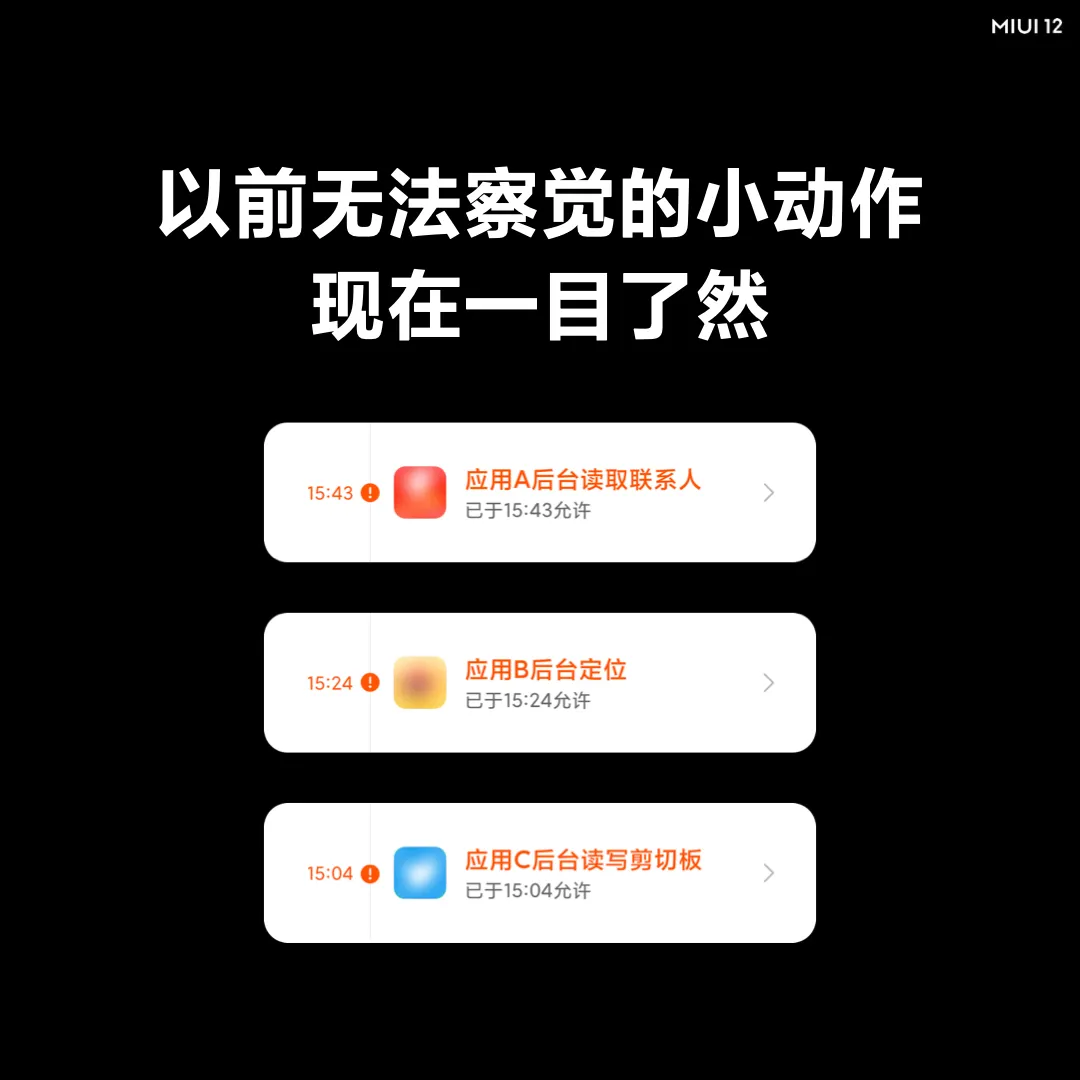 MIUI 12
以前无法察觉的小动作
现在一目了然
15:43
应用A后台读取联系人
已于15:43允许
15:24
应用B后台定位
已于15:24允许
15:04
应用C后台读写剪切板
已于15:04允许